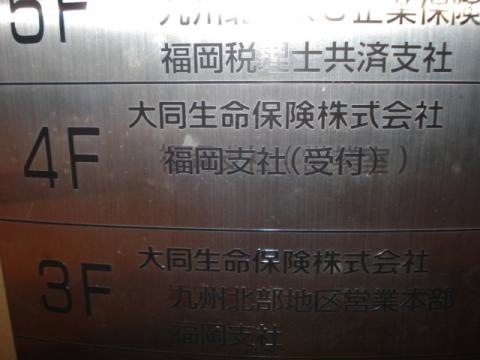 5F
福岡税理士共済支社
4F 大同生命保険株式会社
福岡支社(受付)
3F 大同生命保険株式会社
九州北部地区営業本部
福岡支社